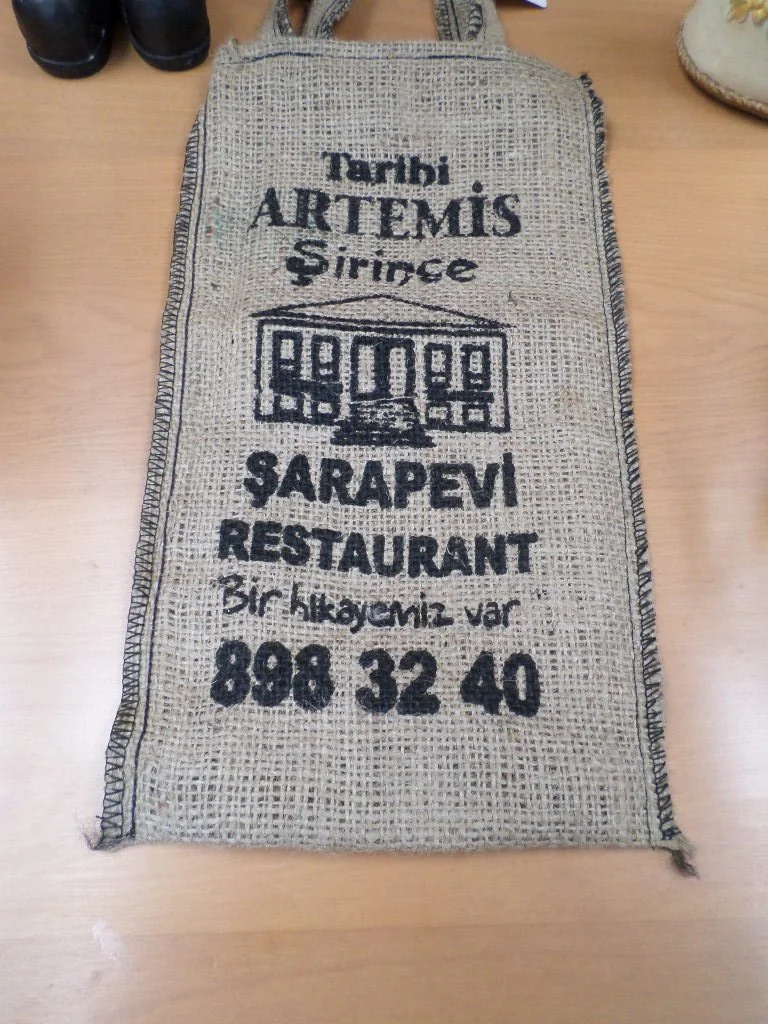 Tarihi
ARTEMİS
Şirince
ŞARAPEVİ
RESTAURANT
Bir hikayemiz var
898 32 40